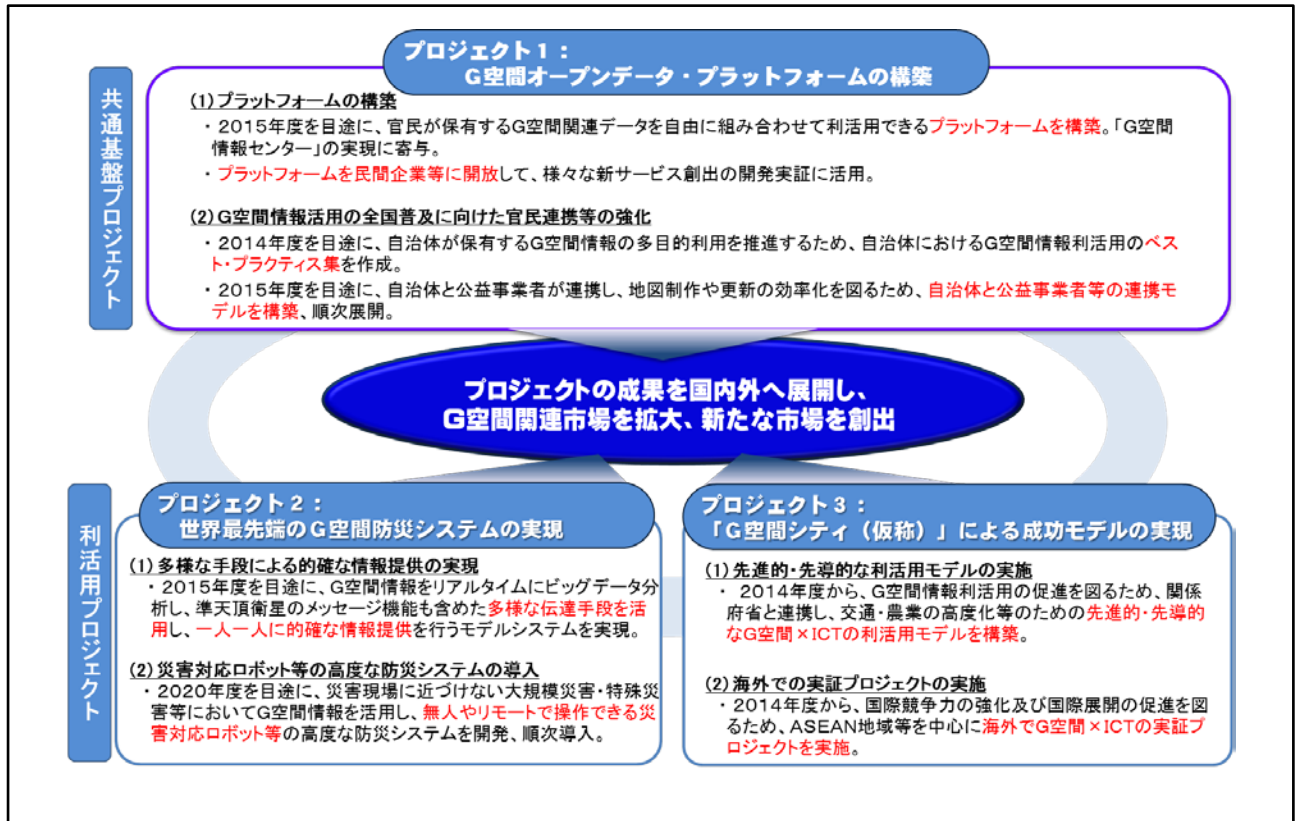 プロジェクト1：
G空間オープンデータ・プラットフォームの構築
共通基盤プロジェクト
(1)プラットフォームの構築
・2015年度を目途に、官民が保有するG空間関連データを自由に組み合わせて利活用できるプラットフォームを構築。「G空間
情報センター」の実現に寄与。
・プラットフォームを民間企業等に開放して、様々な新サービス創出の開発実証に活用。
(2)G空間情報活用の全国普及に向けた官民連携等の強化
・2014年度を目途に、自治体が保有するG空間情報の多目的利用を推進するため、自治体におけるG空間情報利活用のベス
ト・プラクティス集を作成。
・2015年度を目途に、自治体と公益事業者が連携し、地図制作や更新の効率化を図るため、自治体と公益事業者等の連携モ
デルを構築、順次展開。
プロジェクトの成果を国内外へ展開し、
G空間関連市場を拡大、新たな市場を創出
利活用プロジェクト
プロジェクト2：
世界最先端のG空間防災システムの実現
(1)多様な手段による的確な情報提供の実現
・2015年度を目途に、G空間情報をリアルタイムにビッグデータ分
析し、準天頂衛星のメッセージ機能も含めた多様な伝達手段を活
用し、一人一人に的確な情報提供を行うモデルシステムを実現。
(2)災害対応ロボット等の高度な防災システムの導入
・2020年度を目途に、災害現場に近づけない大規模災害・特殊災
害等においてG空間情報を活用し、無人やリモートで操作できる災
害対応ロボット等の高度な防災システムを開発、順次導入。
プロジェクト3：
「G空間シティ（仮称）」による成功モデルの実現
(1)先進的・先導的な利活用モデルの実施
・2014年度から、G空間情報利活用の促進を図るため、関係
府省と連携し、交通・農業の高度化等のための先進的・先導的
なG空間×ICTの利活用モデルを構築。
(2)海外での実証プロジェクトの実施
・2014年度から、国際競争力の強化及び国際展開の促進を図
るため、ASEAN地域等を中心に海外でG空間×ICTの実証プ
ロジェクトを実施。